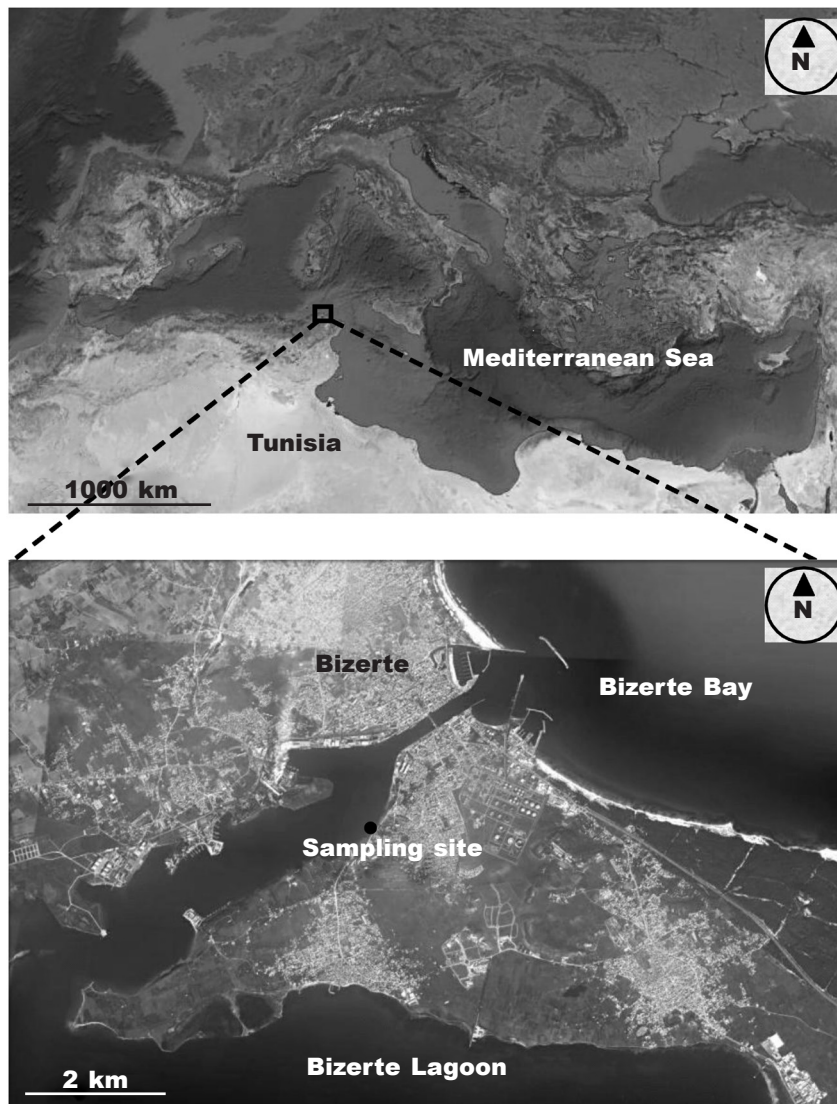 N
Mediterranean Sea
Tunisia
1000 km
N
Bizerte
Bizerte Bay
Sampling site
Bizerte Lagoon
2 km